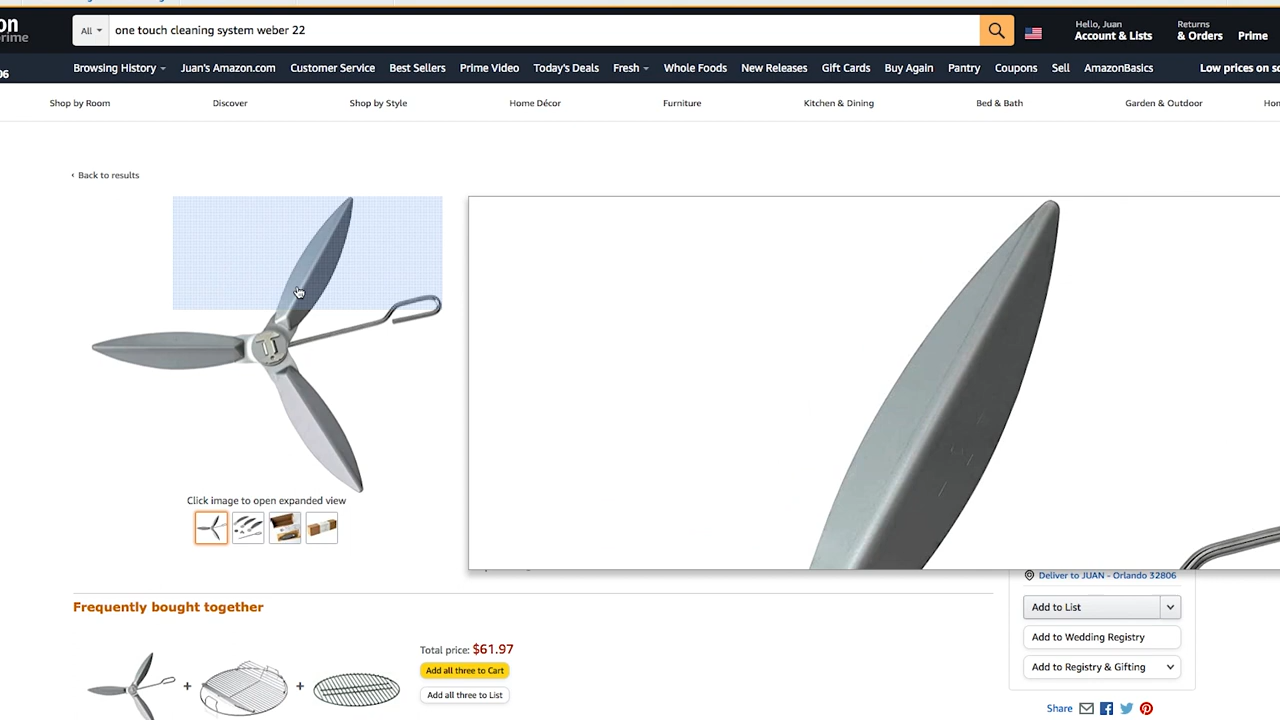 on
prime
All
one touch cleaning system weber 22
Hello, Juan
Account & Lists
Returns
& Orders
Prime
06
Browsing History
Juan's Amazon.com
Customer Service
Best Sellers
Prime Video
Today's Deals
Fresh
Whole Foods
New Releases
Gift Cards
Buy Again
Pantry
Coupons
Sell
AmazonBasics
Low prices on sc
Shop by Room
Discover
Shop by Style
Home Décor
Furniture
Kitchen & Dining
Bed & Bath
Garden & Outdoor
Hon
‹ Back to results
TJ
Click image to open expanded view
Deliver to JUAN - Orlando 32806
Add to List
Add to Wedding Registry
Add to Registry & Gifting
Share
Frequently bought together
+
+
Total price: $61.97
Add all three to Cart
Add all three to List